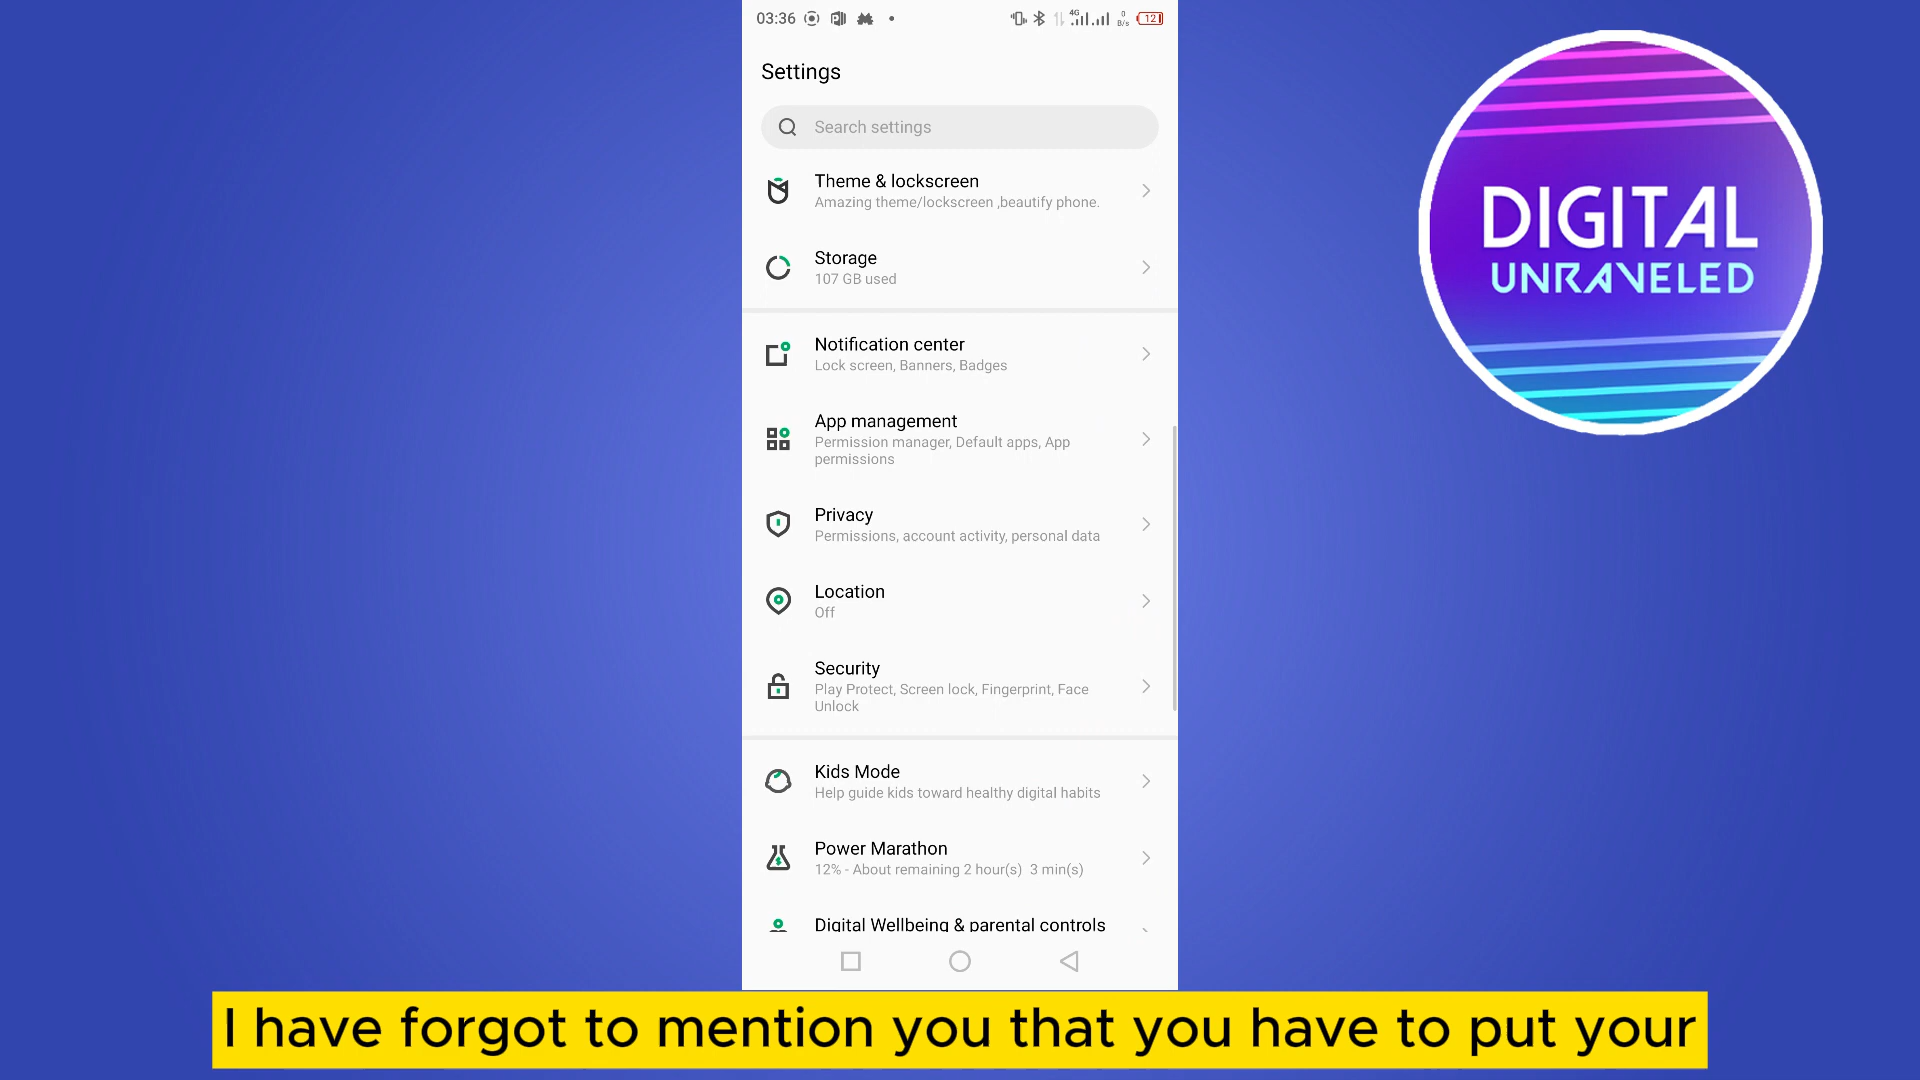 03:36
4G
0
B/s
12
Settings
Search settings
Theme & lockscreen
Amazing theme/lockscreen ,beautify phone.
Storage
107 GB used
Notification center
Lock screen, Banners, Badges
App management
Permission manager, Default apps, App
permissions
Privacy
Permissions, account activity, personal data
Location
Off
Security
Play Protect, Screen lock, Fingerprint, Face
Unlock
Kids Mode
Help guide kids toward healthy digital habits
Power Marathon
12% - About remaining 2 hour(s) 3 min(s)
Digital Wellbeing & parental controls
DIGITAL
UNRAVELED
I have forgot to mention you that you have to put your